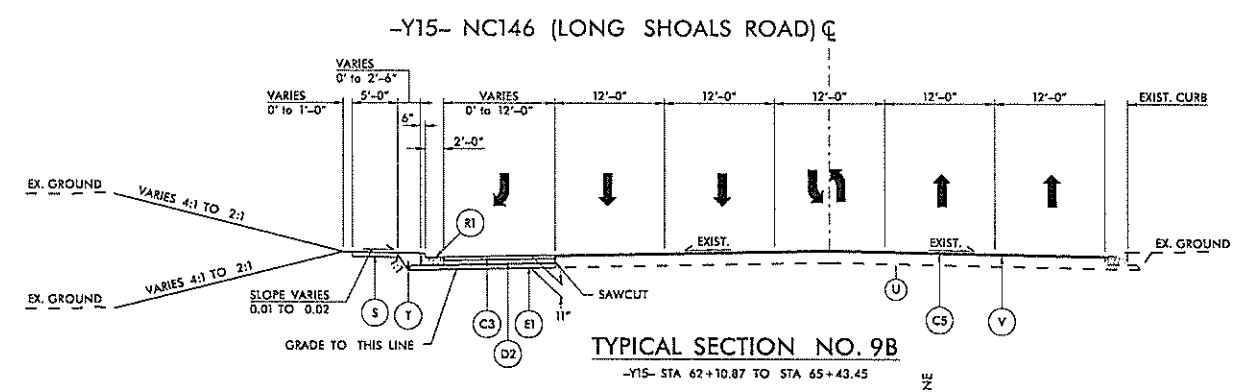 -Y15- NC146 (LONG SHOALS ROAD) ℄
VARIES
0' to 2'-6"
VARIES
0' to 1'-0"
5'-0"
VARIES
0' to 12'-0"
12'-0"
12'-0"
12'-0"
12'-0"
12'-0"
EXIST. CURB
6"
2'-0"
EX. GROUND
VARIES 4:1 TO 2:1
R1
EXIST.
EXIST.
EX. GROUND
EX. GROUND
VARIES 4:1 TO 2:1
SLOPE VARIES
0.01 TO 0.02
S
T
C3
D2
E1
11"
SAWCUT
U
C5
V
GRADE TO THIS LINE
TYPICAL SECTION NO. 9B
-Y15- STA 62+10.87 TO STA 65+43.45
NE